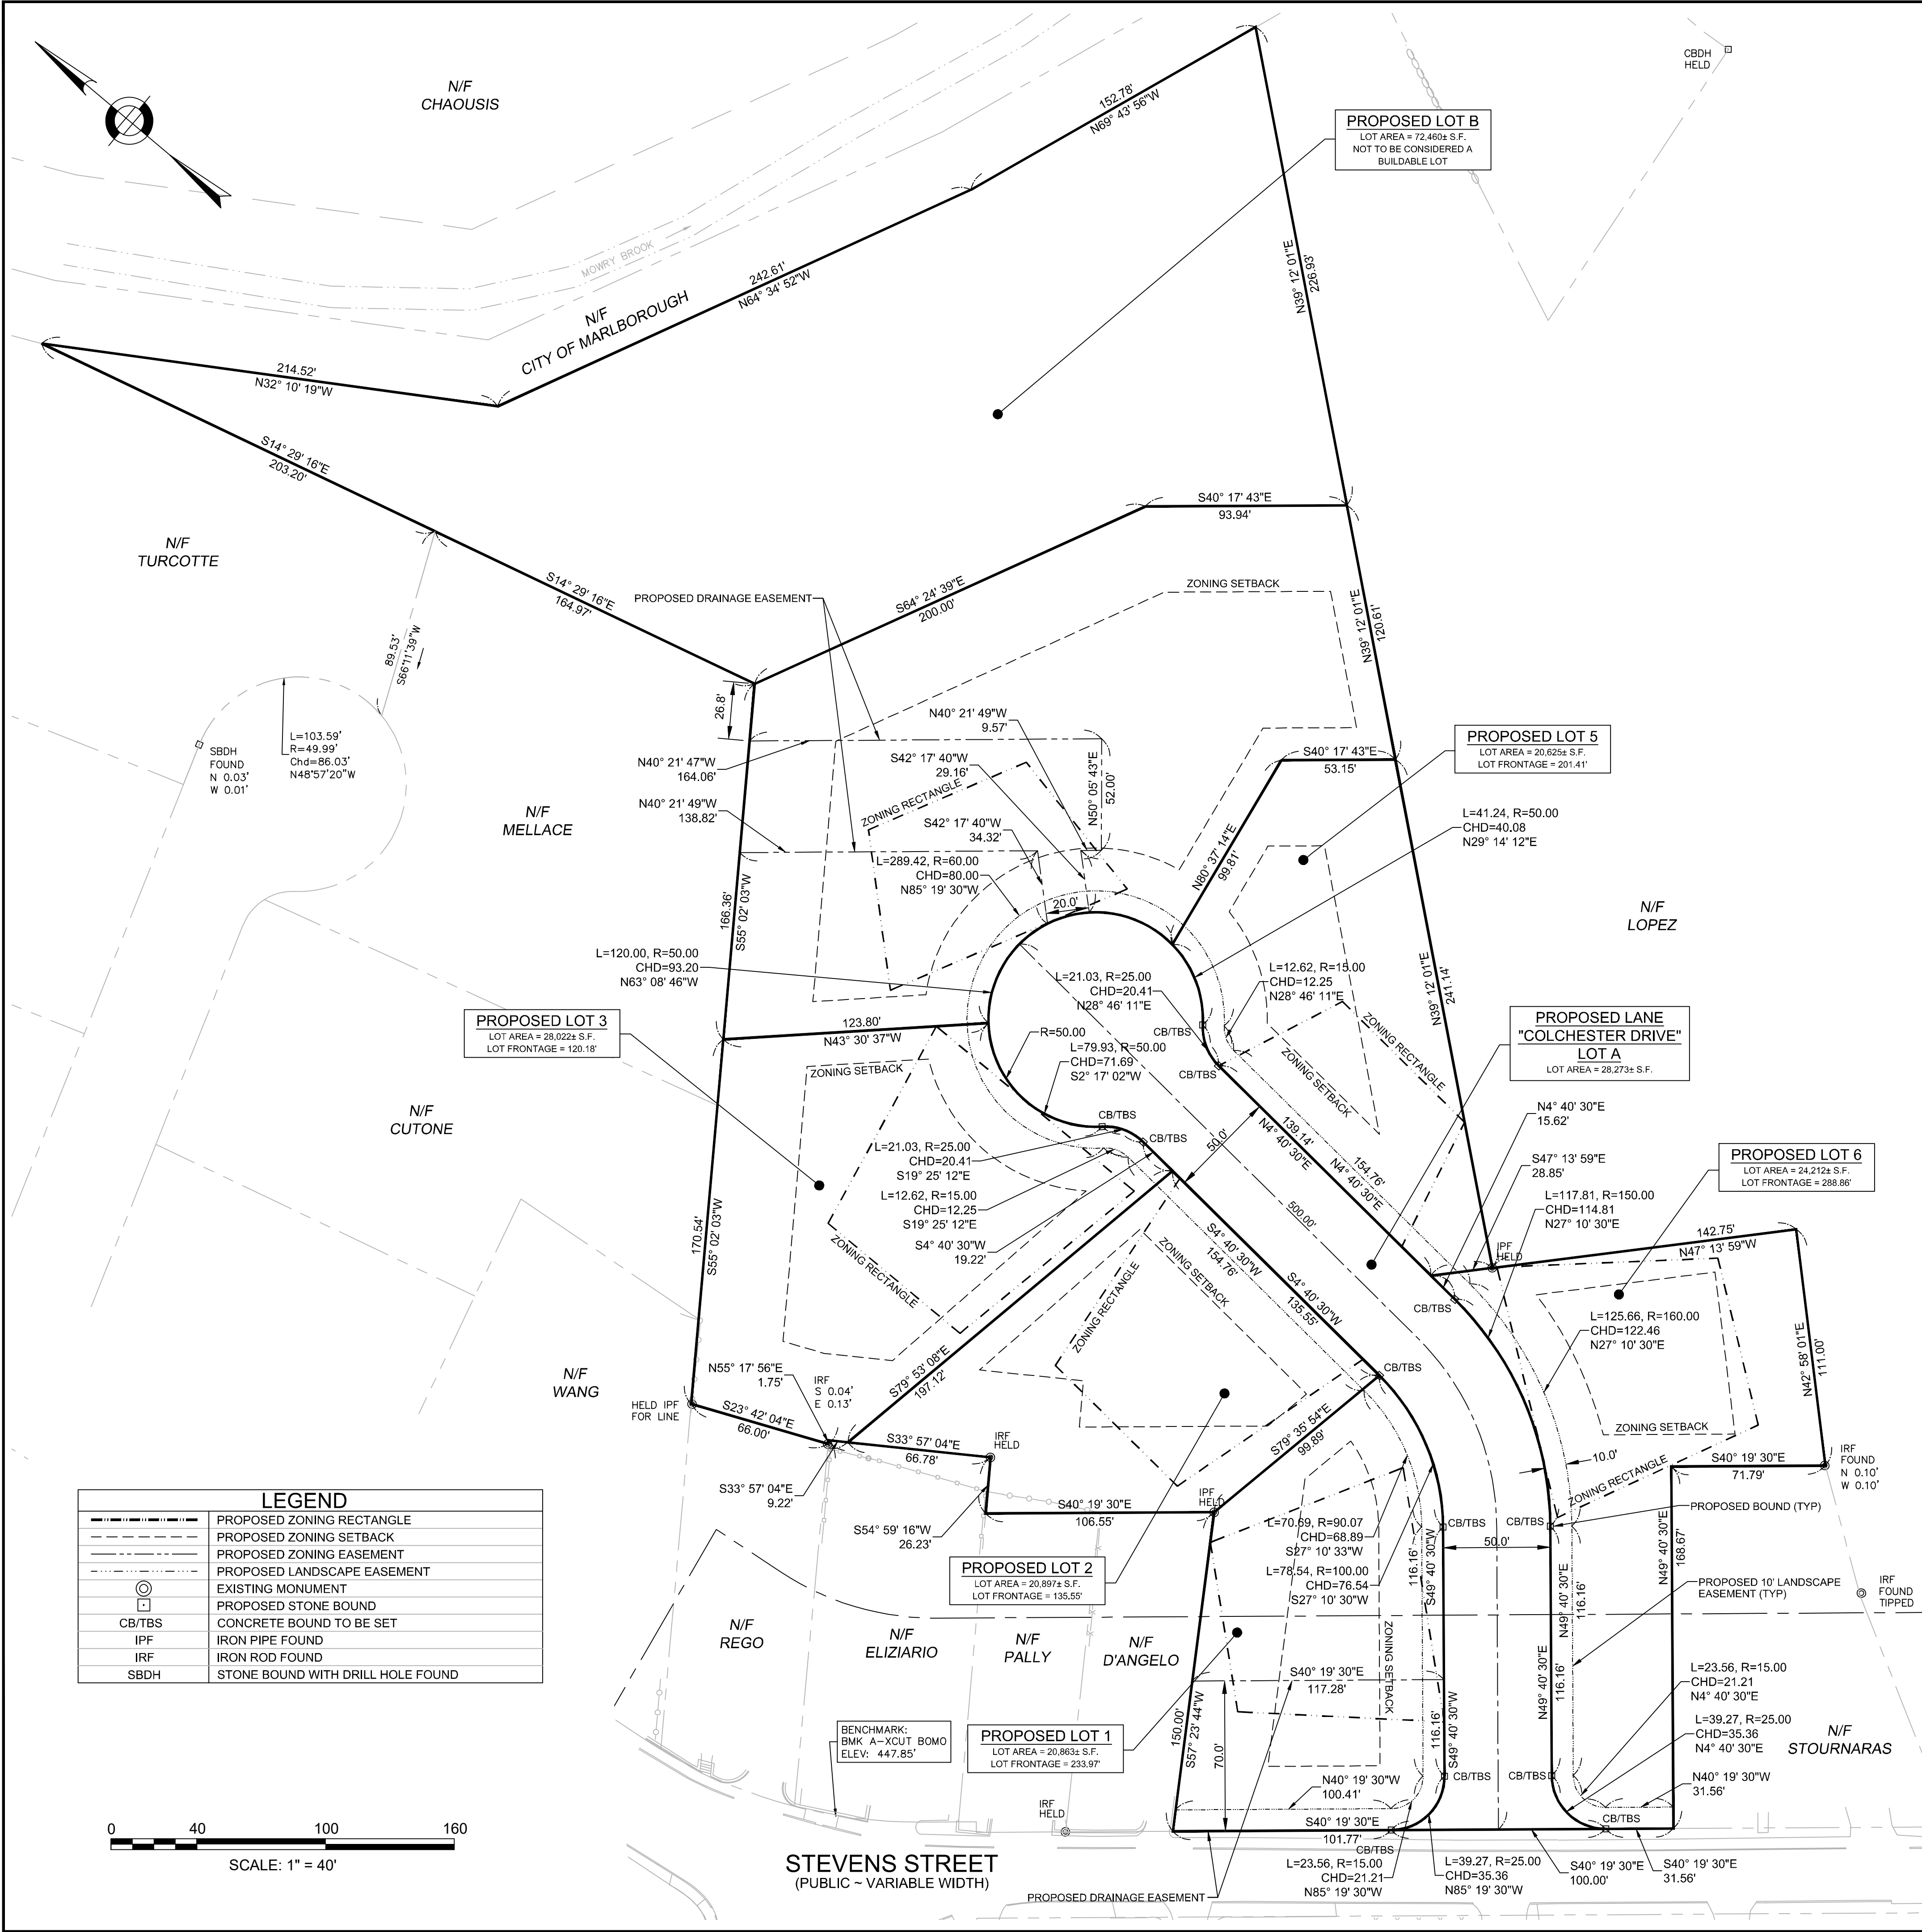 N/F
CHAOUSIS
CBDH
HELD
PROPOSED LOT B
LOT AREA = 72,460± S.F.
NOT TO BE CONSIDERED A
BUILDABLE LOT
152.78'
N69° 43' 56"W
MOWRY BROOK
242.61'
N64° 34' 52"W
N/F
CITY OF MARLBOROUGH
N39° 12' 01"E
226.93'
214.52'
N32° 10' 19"W
S14° 29' 16"E
203.20'
S40° 17' 43"E
93.94'
N/F
TURCOTTE
S14° 29' 16"E
164.97'
PROPOSED DRAINAGE EASEMENT
S64° 24' 39"E
200.00'
ZONING SETBACK
N39° 12' 01"E
120.61'
89.53'
S66°11'39"W
26.8'
N40° 21' 49"W
9.57'
L=103.59'
R=49.99'
Chd=86.03'
N48°57'20"W
SBDH
FOUND
N 0.03'
W 0.01'
N40° 21' 47"W
164.06'
S42° 17' 40"W
29.16'
N50° 05' 43"E
52.00'
S40° 17' 43"E
53.15'
PROPOSED LOT 5
LOT AREA = 20,625± S.F.
LOT FRONTAGE = 201.41'
N40° 21' 49"W
138.82'
ZONING RECTANGLE
N/F
MELLACE
S42° 17' 40"W
34.32'
L=41.24, R=50.00
CHD=40.08
N29° 14' 12"E
L=289.42, R=60.00
CHD=80.00
N85° 19' 30"W
N80° 37' 14"E
99.81'
20.0'
166.36'
S55° 02' 03"W
N/F
LOPEZ
L=120.00, R=50.00
CHD=93.20
N63° 08' 46"W
L=21.03, R=25.00
CHD=20.41
N28° 46' 11"E
L=12.62, R=15.00
CHD=12.25
N28° 46' 11"E
N39° 12' 01"E
241.14'
PROPOSED LOT 3
LOT AREA = 28,022± S.F.
LOT FRONTAGE = 120.18'
123.80'
N43° 30' 37"W
R=50.00
L=79.93, R=50.00
CHD=71.69
S2° 17' 02"W
CB/TBS
CB/TBS
ZONING RECTANGLE
ZONING SETBACK
PROPOSED LANE
"COLCHESTER DRIVE"
LOT A
LOT AREA = 28,273± S.F.
ZONING SETBACK
N/F
CUTONE
CB/TBS
CB/TBS
50.0'
139.14'
N4° 40' 30"E
154.76'
N4° 40' 30"E
N4° 40' 30"E
15.62'
L=21.03, R=25.00
CHD=20.41
S19° 25' 12"E
L=12.62, R=15.00
CHD=12.25
S19° 25' 12"E
S4° 40' 30"W
19.22'
S47° 13' 59"E
28.85'
L=117.81, R=150.00
CHD=114.81
N27° 10' 30"E
PROPOSED LOT 6
LOT AREA = 24,212± S.F.
LOT FRONTAGE = 288.86'
500.00'
142.75'
N47° 13' 59"W
IPF
HELD
170.54'
S55° 02' 03"W
ZONING RECTANGLE
S4° 40' 30"W
154.76'
ZONING SETBACK
ZONING RECTANGLE
S4° 40' 30"W
135.55'
CB/TBS
L=125.66, R=160.00
CHD=122.46
N27° 10' 30"E
N42° 58' 01"E
111.00'
N/F
WANG
HELD IPF
FOR LINE
N55° 17' 56"E
1.75'
IRF
S 0.04'
E 0.13'
S79° 53' 08"E
197.12'
CB/TBS
S23° 42' 04"E
66.00'
ZONING SETBACK
S33° 57' 04"E
66.78'
IRF
HELD
S79° 35' 54"E
99.89'
10.0'
S40° 19' 30"E
71.79'
IRF
FOUND
N 0.10'
W 0.10'
ZONING RECTANGLE
S33° 57' 04"E
9.22'
S54° 59' 16"W
26.23'
S40° 19' 30"E
106.55'
IPF
HELD
PROPOSED BOUND (TYP)
LEGEND
PROPOSED ZONING RECTANGLE
PROPOSED ZONING SETBACK
PROPOSED ZONING EASEMENT
PROPOSED LANDSCAPE EASEMENT
EXISTING MONUMENT
PROPOSED STONE BOUND
CB/TBS CONCRETE BOUND TO BE SET
IPF IRON PIPE FOUND
IRF IRON ROD FOUND
SBDH STONE BOUND WITH DRILL HOLE FOUND
L=70.69, R=90.07
CHD=68.89
S27° 10' 33"W
L=78.54, R=100.00
CHD=76.54
S27° 10' 30"W
CB/TBS
CB/TBS
50.0'
116.16'
S49° 40' 30"W
N49° 40' 30"E
116.16'
N49° 40' 30"E
168.67'
PROPOSED LOT 2
LOT AREA = 20,897± S.F.
LOT FRONTAGE = 135.55'
PROPOSED 10' LANDSCAPE
EASEMENT (TYP)
IRF
FOUND
TIPPED
N/F
REGO
N/F
ELIZIARIO
N/F
PALLY
N/F
D'ANGELO
ZONING SETBACK
S40° 19' 30"E
117.28'
150.00'
S57° 23' 44"W
70.0'
116.16'
S49° 40' 30"W
N49° 40' 30"E
116.16'
L=23.56, R=15.00
CHD=21.21
N4° 40' 30"E
L=39.27, R=25.00
CHD=35.36
N4° 40' 30"E
N/F
STOURNARAS
BENCHMARK:
BMK A-XCUT BOMO
ELEV: 447.85'
PROPOSED LOT 1
LOT AREA = 20,863± S.F.
LOT FRONTAGE = 233.97'
CB/TBS
CB/TBS
N40° 19' 30"W
100.41'
N40° 19' 30"W
31.56'
IRF
HELD
S40° 19' 30"E
101.77'
CB/TBS
CB/TBS
0 40 100 160
SCALE: 1" = 40'
STEVENS STREET
(PUBLIC ~ VARIABLE WIDTH)
L=23.56, R=15.00
CHD=21.21
N85° 19' 30"W
L=39.27, R=25.00
CHD=35.36
N85° 19' 30"W
S40° 19' 30"E
100.00'
S40° 19' 30"E
31.56'
PROPOSED DRAINAGE EASEMENT